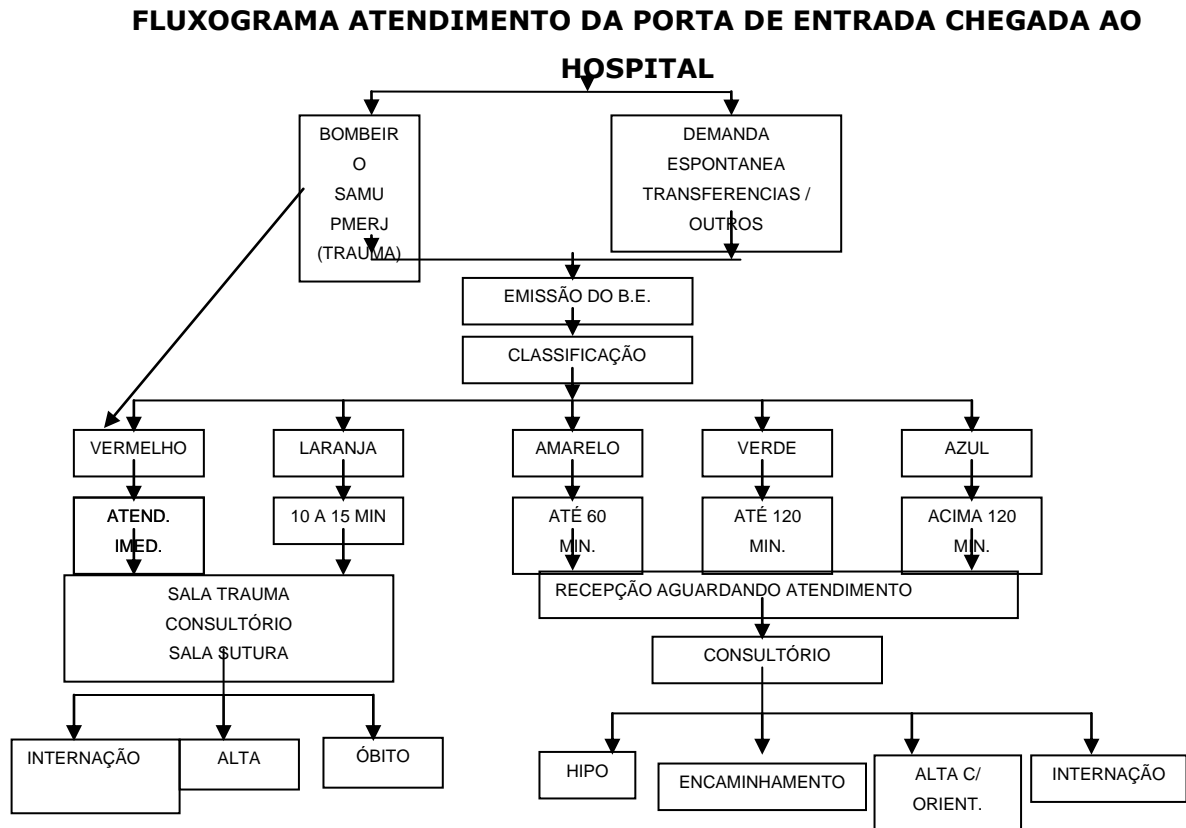 FLUXOGRAMA ATENDIMENTO DA PORTA DE ENTRADA CHEGADA AO
HOSPITAL
BOMBEIR
O
SAMU
PMERJ
(TRAUMA)
DEMANDA
ESPONTANEA
TRANSFERENCIAS /
OUTROS
EMISSÃO DO B.E.
CLASSIFICAÇÃO
VERMELHO
LARANJA
AMARELO
VERDE
AZUL
ATEND.
IMED.
10 A 15 MIN
ATÉ 60
MIN.
ATÉ 120
MIN.
ACIMA 120
MIN.
SALA TRAUMA
CONSULTÓRIO
SALA SUTURA
RECEPÇÃO AGUARDANDO ATENDIMENTO
CONSULTÓRIO
INTERNAÇÃO
ALTA
ÓBITO
HIPO
ENCAMINHAMENTO
ALTA C/
ORIENT.
INTERNAÇÃO